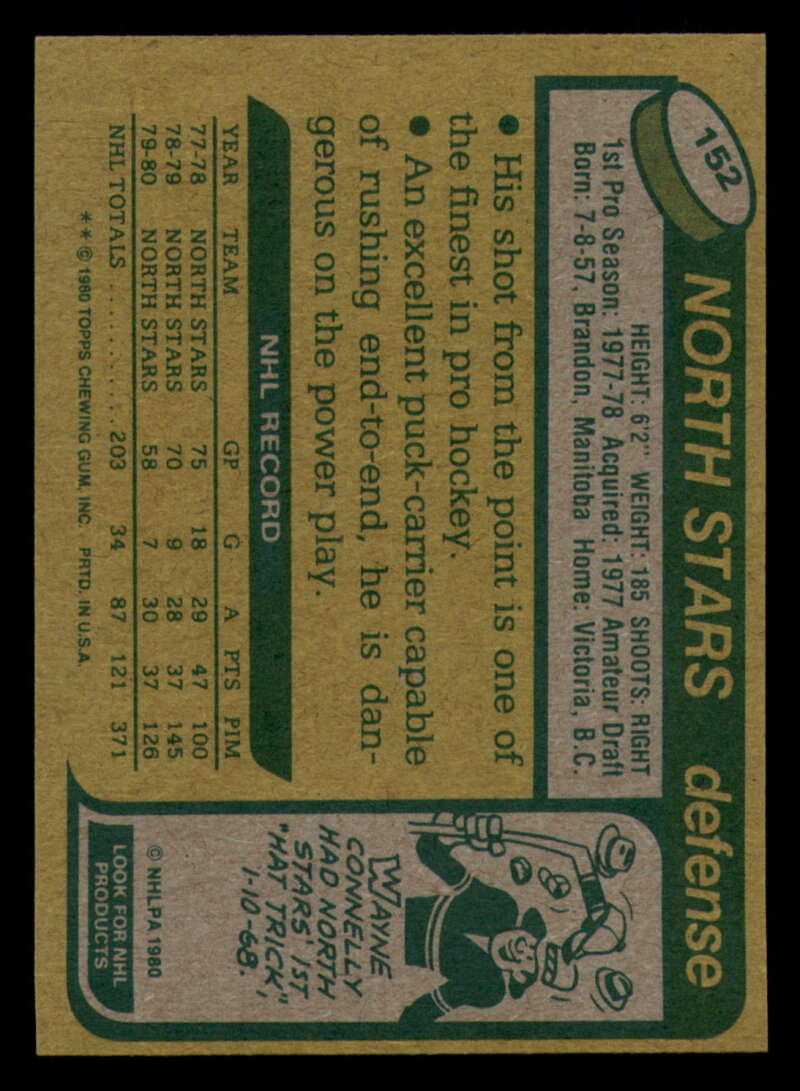 152
NORTH STARS defense
HEIGHT: 6'2" WEIGHT: 185 SHOOTS: RIGHT
1st Pro Season: 1977-78 Acquired: 1977 Amateur Draft
Born: 7-8-57, Brandon, Manitoba Home: Victoria, B.C.
● His shot from the point is one of
the finest in pro hockey.
● An excellent puck-carrier capable
of rushing end-to-end, he is dan-
gerous on the power play.
NHL RECORD
YEAR TEAM GP G A PTS PIM
77-78 NORTH STARS 75 18 29 47 100
78-79 NORTH STARS 70 9 28 37 145
79-80 NORTH STARS 58 7 30 37 126
NHL TOTALS ........... 203 34 87 121 371
** © 1980 TOPPS CHEWING GUM, INC. PRTD. IN U.S.A.
WAYNE
CONNELLY
HAD NORTH
STARS' 1ST
"HAT TRICK",
1-10-68.
© NHLPA 1980
LOOK FOR NHL
PRODUCTS